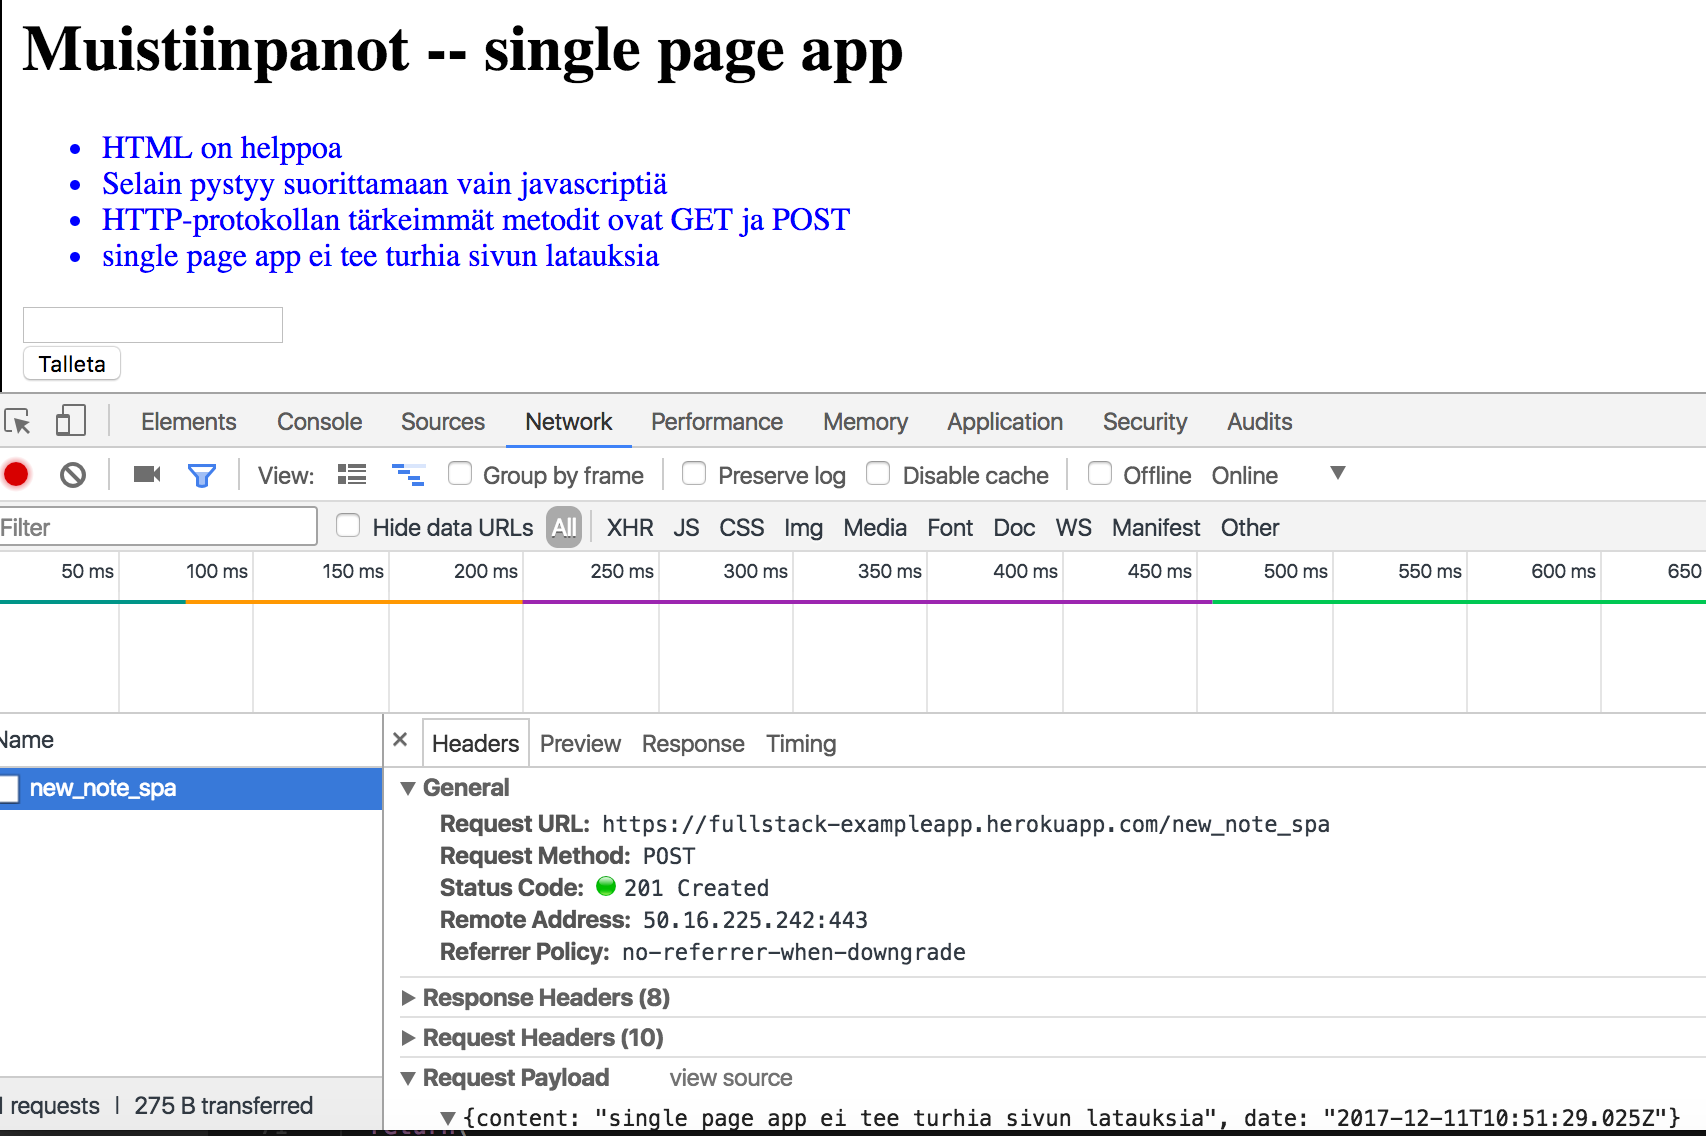 Muistiinpanot -- single page app
HTML on helppoa
Selain pystyy suorittamaan vain javascriptiä
HTTP-protokollan tärkeimmät metodit ovat GET ja POST
single page app ei tee turhia sivun latauksia
Talleta
Elements Console Sources Network Performance Memory Application Security Audits
View: Group by frame Preserve log Disable cache Offline Online
Filter Hide data URLs All XHR JS CSS Img Media Font Doc WS Manifest Other
50 ms 100 ms 150 ms 200 ms 250 ms 300 ms 350 ms 400 ms 450 ms 500 ms 550 ms 600 ms 650
Name
new_note_spa
requests | 275 B transferred
× Headers Preview Response Timing
▼ General
Request URL: https://fullstack-exampleapp.herokuapp.com/new_note_spa
Request Method: POST
Status Code: 201 Created
Remote Address: 50.16.225.242:443
Referrer Policy: no-referrer-when-downgrade
▶ Response Headers (8)
▶ Request Headers (10)
▼ Request Payload view source
▼ {content: "single page app ei tee turhia sivun latauksia", date: "2017-12-11T10:51:29.025Z"}